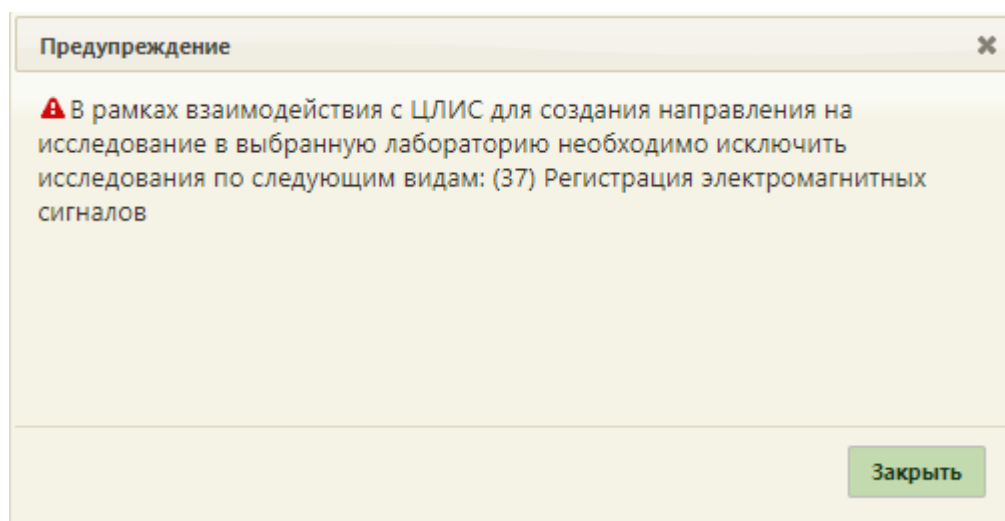 Предупреждение
В рамках взаимодействия с ЦЛИС для создания направления на
исследование в выбранную лабораторию необходимо исключить
исследования по следующим видам: (37) Регистрация электромагнитных
сигналов
Закрыть